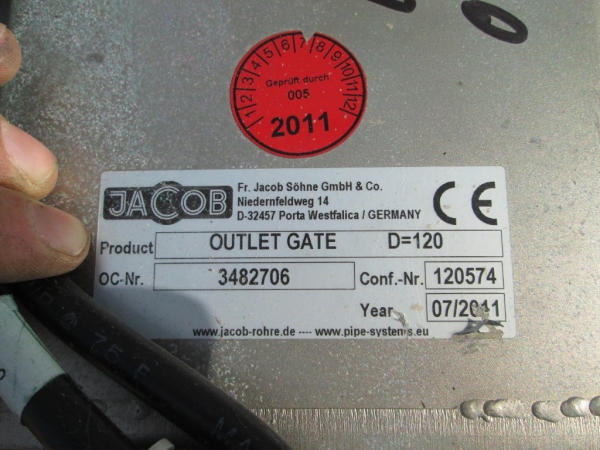 1 2 3 4 5 6 7 8 9 10 11 12
Geprüft durch
005
2011
JACOB
Fr. Jacob Söhne GmbH & Co.
Niedernfeldweg 14
D-32457 Porta Westfalica / GERMANY
CE
Product OUTLET GATE D=120
OC-Nr. 3482706 Conf.-Nr. 120574
Year 07/2011
www.jacob-rohre.de ---- www.pipe-systems.eu